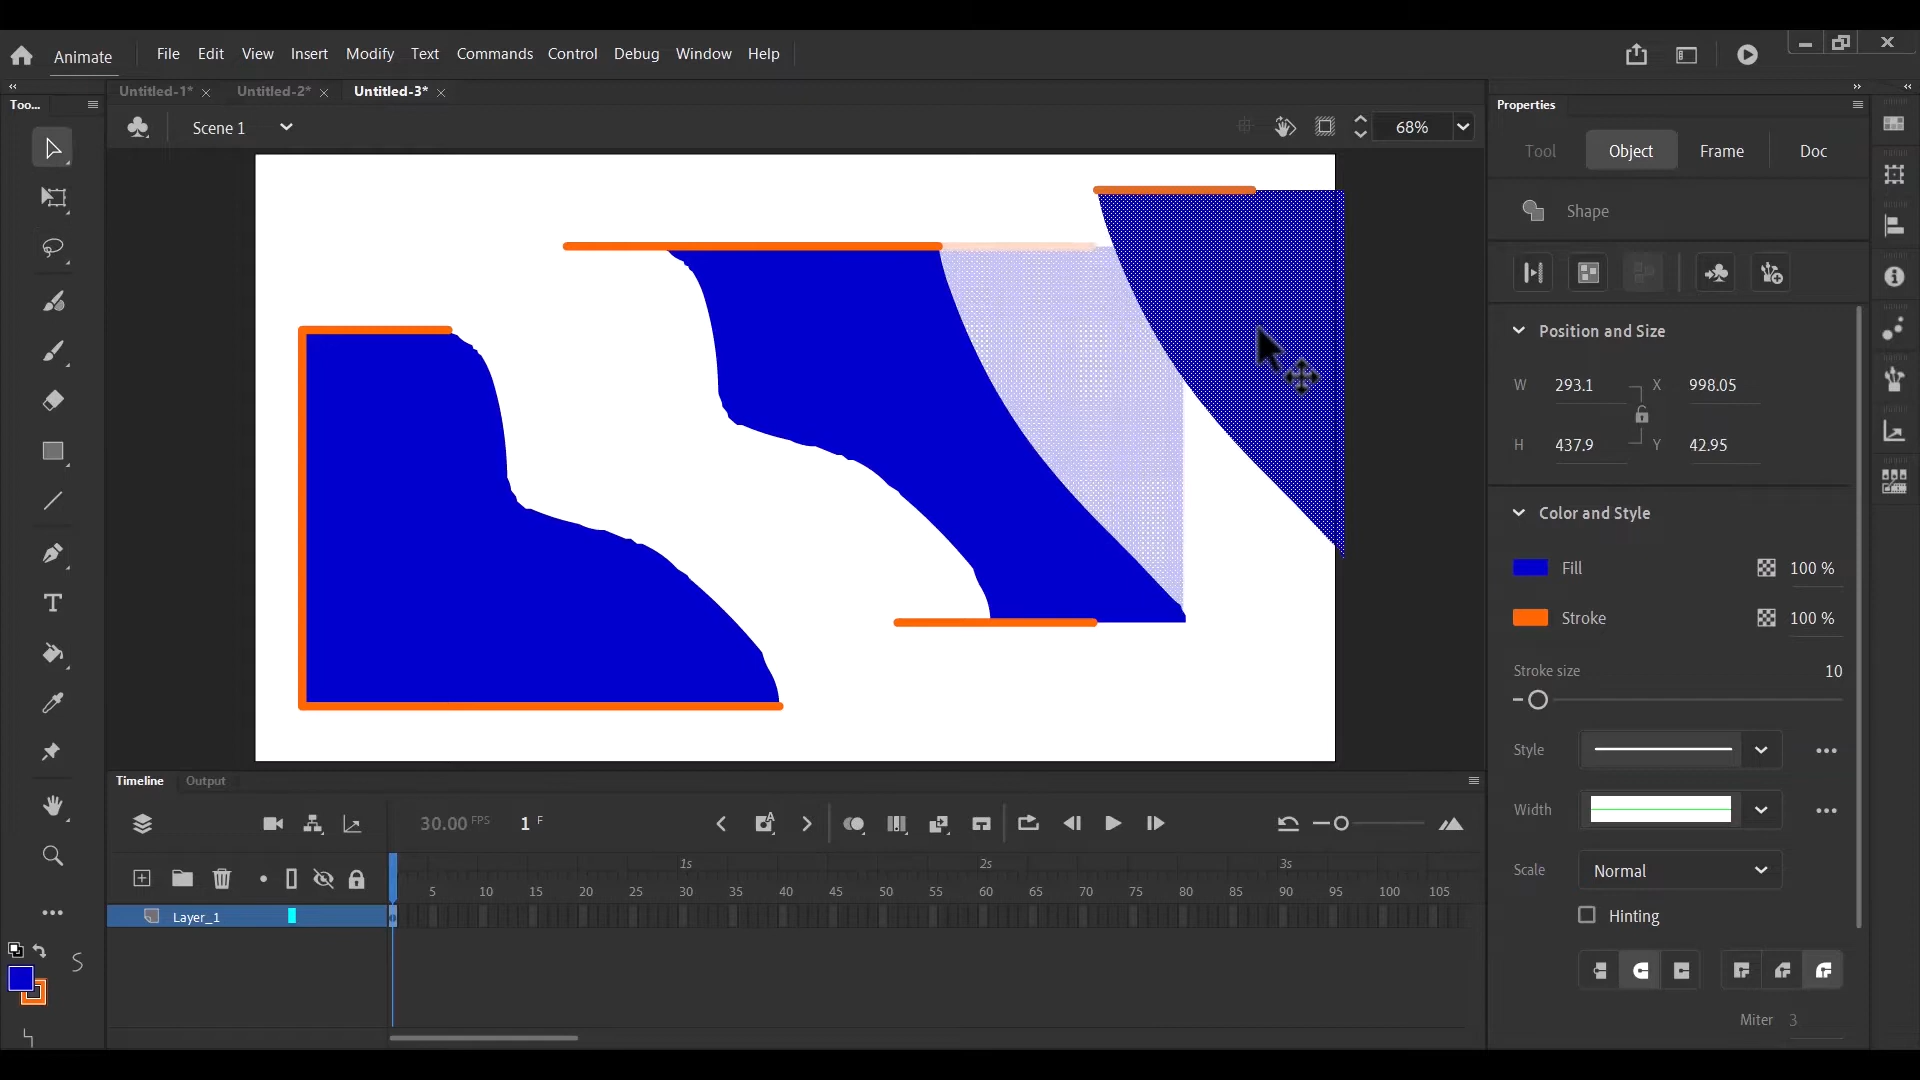 Animate File Edit View Insert Modify Text Commands Control Debug Window Help
Too... Untitled-1* Untitled-2* Untitled-3* Properties
Scene 1 68% Tool Object Frame Doc
Shape
Position and Size
W 293.1 X 998.05
H 437.9 Y 42.95
Color and Style
Fill 100 %
Stroke 100 %
Stroke size 10
Style
Width
Scale Normal
Hinting
Miter 3
Timeline Output
30.00 FPS 1 F
1s 2s 3s
5 10 15 20 25 30 35 40 45 50 55 60 65 70 75 80 85 90 95 100 105
Layer_1